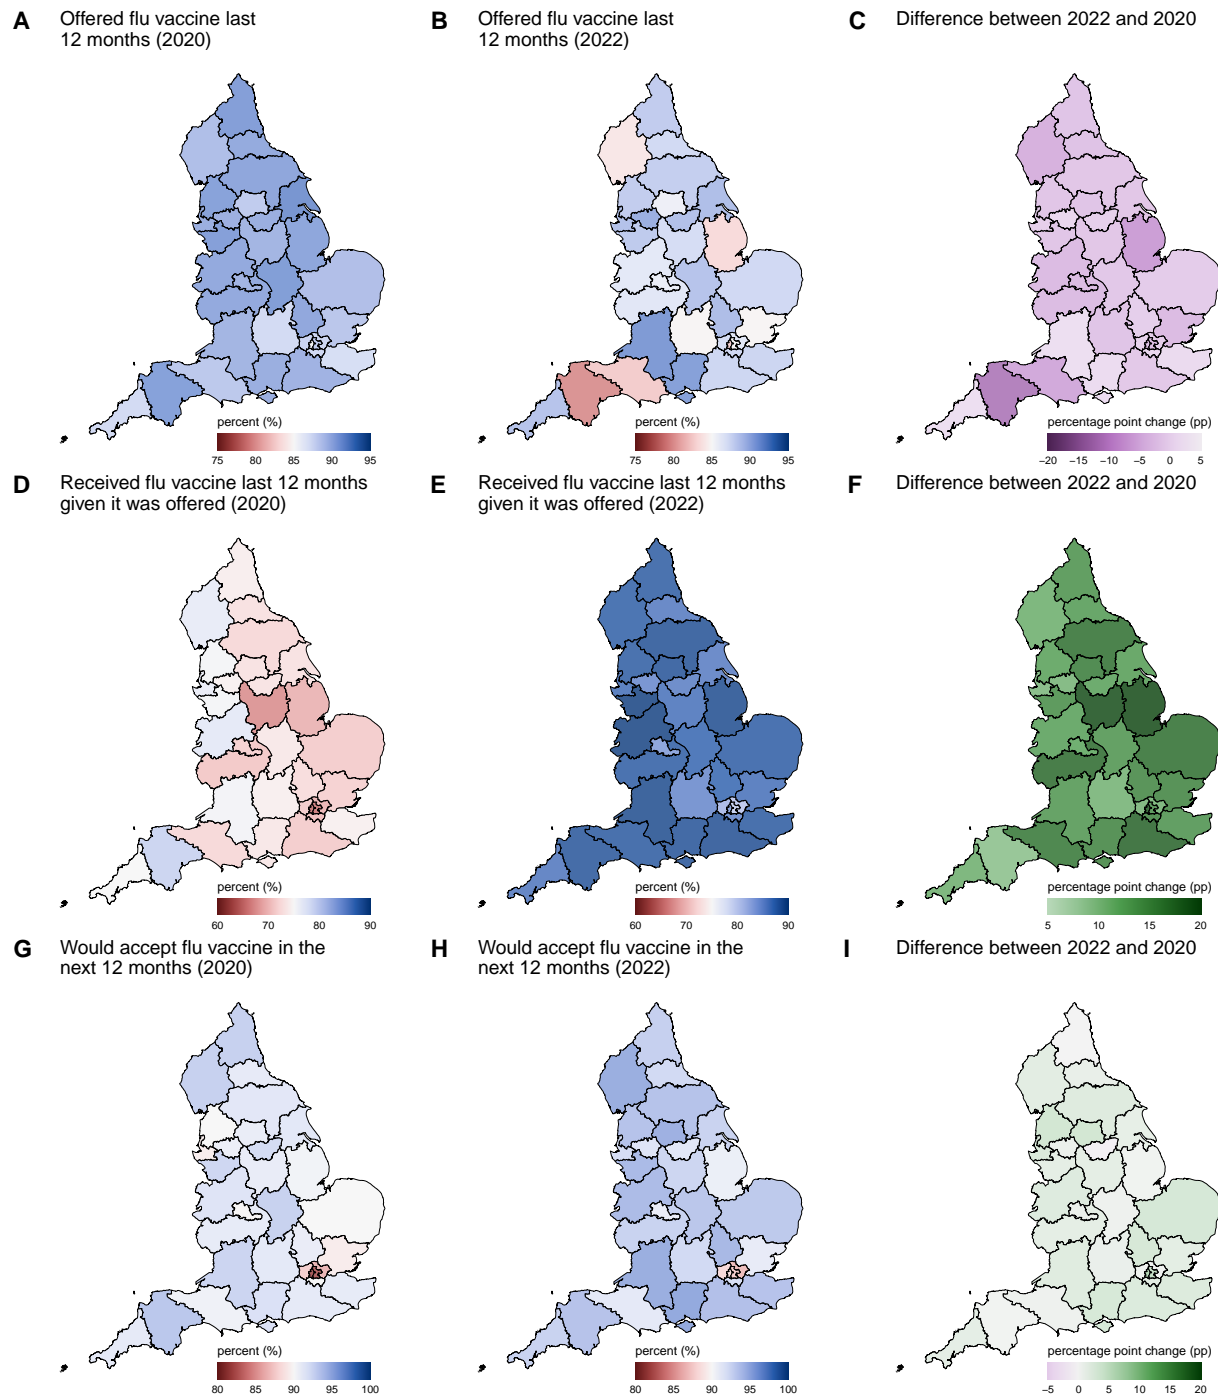 A Offered flu vaccine last
12 months (2020)
B Offered flu vaccine last
12 months (2022)
C Difference between 2022 and 2020
percent (%)
75 80 85 90 95
percent (%)
75 80 85 90 95
percentage point change (pp)
−20 −15 −10 −5 0 5
D Received flu vaccine last 12 months
given it was offered (2020)
E Received flu vaccine last 12 months
given it was offered (2022)
F Difference between 2022 and 2020
percent (%)
60 70 80 90
percent (%)
60 70 80 90
percentage point change (pp)
5 10 15 20
G Would accept flu vaccine in the
next 12 months (2020)
H Would accept flu vaccine in the
next 12 months (2022)
I Difference between 2022 and 2020
percent (%)
80 85 90 95 100
percent (%)
80 85 90 95 100
percentage point change (pp)
−5 0 5 10 15 20